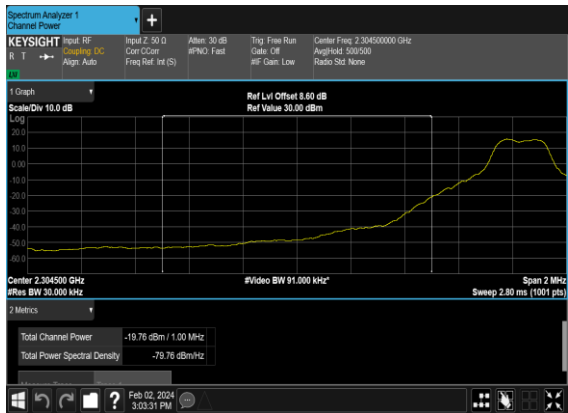 Spectrum Analyzer 1
Channel Power
+
KEYSIGHT Input: RF Input Z: 50 Ω Atten: 30 dB Trig: Free Run Center Freq: 2.304500000 GHz
R T Coupling: DC Corr CCorr #PNO: Fast Gate: Off Avg|Hold: 500/500
Align: Auto Freq Ref: Int (S) #IF Gain: Low Radio Std: None
1 Graph
Ref Lvl Offset 8.60 dB
Scale/Div 10.0 dB Ref Value 30.00 dBm
Log
20.0
10.0
0.00
-10.0
-20.0
-30.0
-40.0
-50.0
-60.0
Center 2.304500 GHz #Video BW 91.000 kHz* Span 2 MHz
#Res BW 30.000 kHz Sweep 2.80 ms (1001 pts)
2 Metrics
Total Channel Power -19.76 dBm / 1.00 MHz
Total Power Spectral Density -79.76 dBm/Hz
? Feb 02, 2024
3:03:31 PM